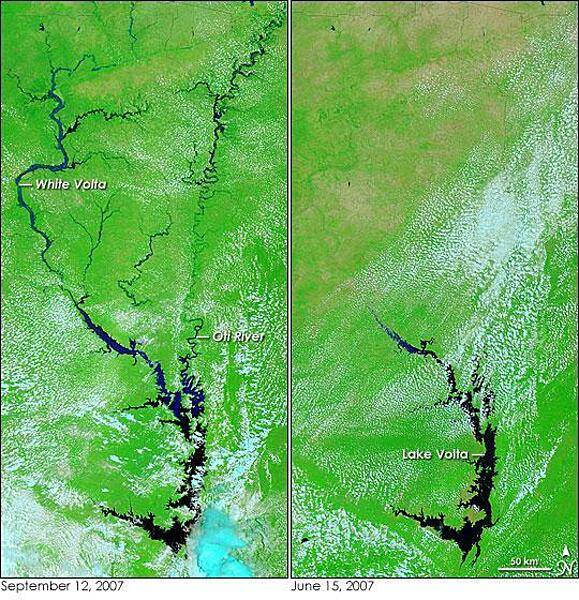 White Volta
Oti River
Lake Volta
50 km
N
September 12, 2007
June 15, 2007